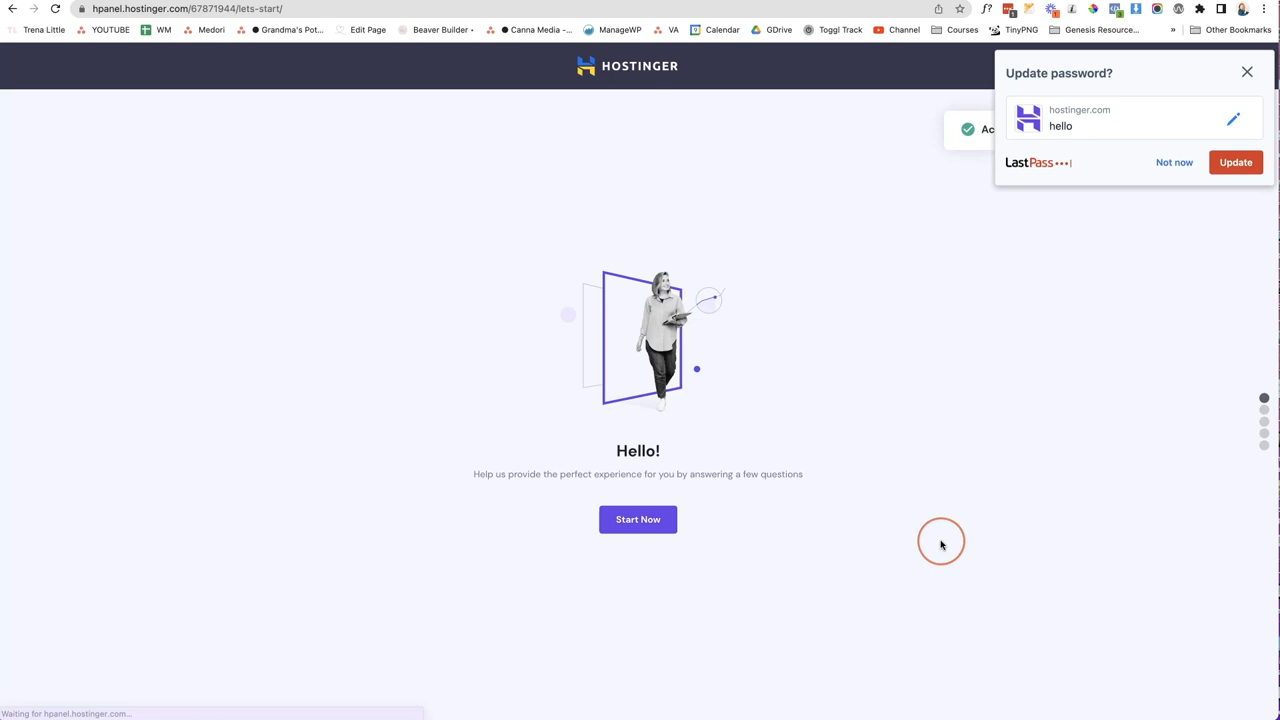 hpanel.hostinger.com/67871944/lets-start/
Trena Little YOUTUBE WM Medori Grandma's Pot... Edit Page Beaver Builder • Canna Media -... ManageWP VA Calendar GDrive Toggl Track Channel Courses TinyPNG Genesis Resource... » Other Bookmarks
HOSTINGER
Update password?
hostinger.com
hello
Ac
LastPass•••| Not now Update
Hello!
Help us provide the perfect experience for you by answering a few questions
Start Now
Waiting for hpanel.hostinger.com...